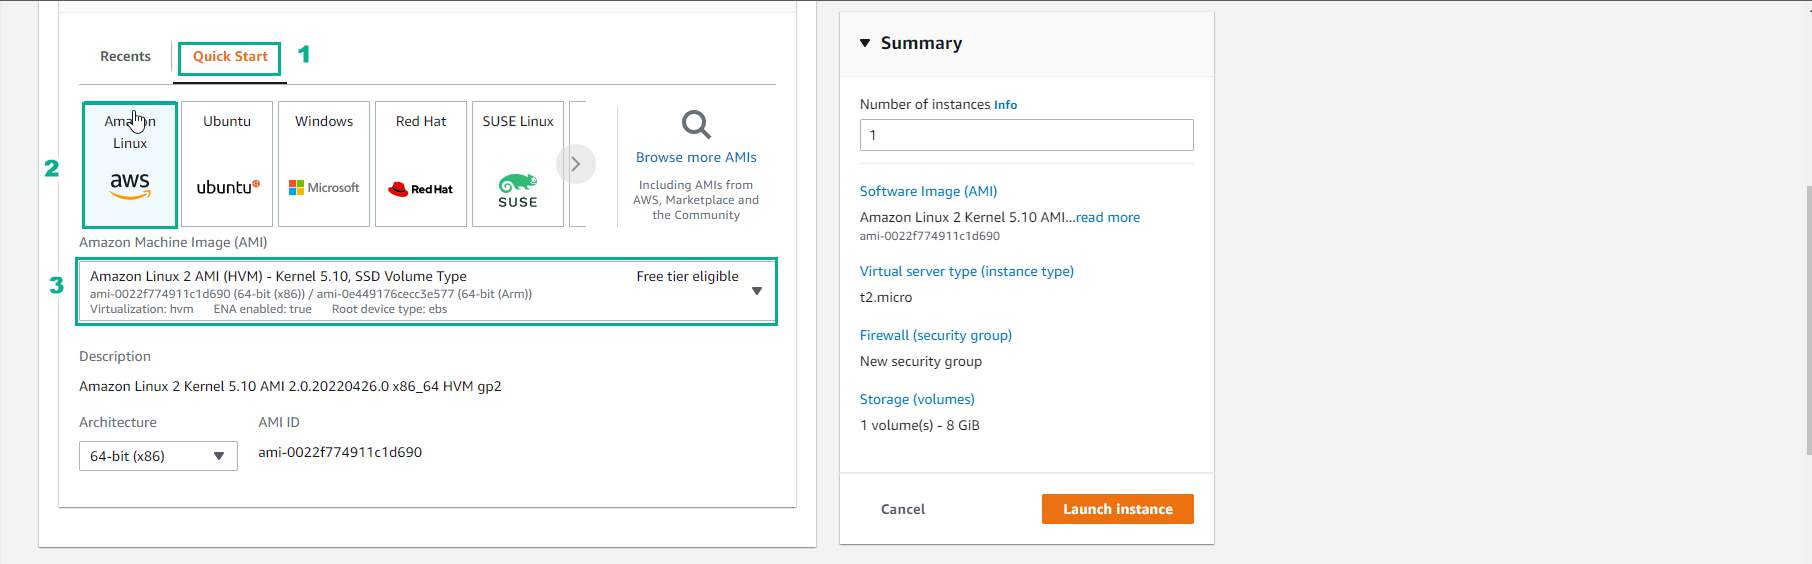 Recents
Quick Start
1
2
Amazon
Linux
aws
Ubuntu
ubuntu
Windows
Microsoft
Red Hat
Red Hat
SUSE Linux
SUSE
Browse more AMIs
Including AMIs from
AWS, Marketplace and
the Community
Amazon Machine Image (AMI)
3
Amazon Linux 2 AMI (HVM) - Kernel 5.10, SSD Volume Type
Free tier eligible
ami-0022f774911c1d690 (64-bit (x86)) / ami-0e449176cecc3e577 (64-bit (Arm))
Virtualization: hvm ENA enabled: true Root device type: ebs
Description
Amazon Linux 2 Kernel 5.10 AMI 2.0.20220426.0 x86_64 HVM gp2
Architecture
64-bit (x86)
AMI ID
ami-0022f774911c1d690
Summary
Number of instances Info
1
Software Image (AMI)
Amazon Linux 2 Kernel 5.10 AMI...read more
ami-0022f774911c1d690
Virtual server type (instance type)
t2.micro
Firewall (security group)
New security group
Storage (volumes)
1 volume(s) - 8 GiB
Cancel
Launch instance